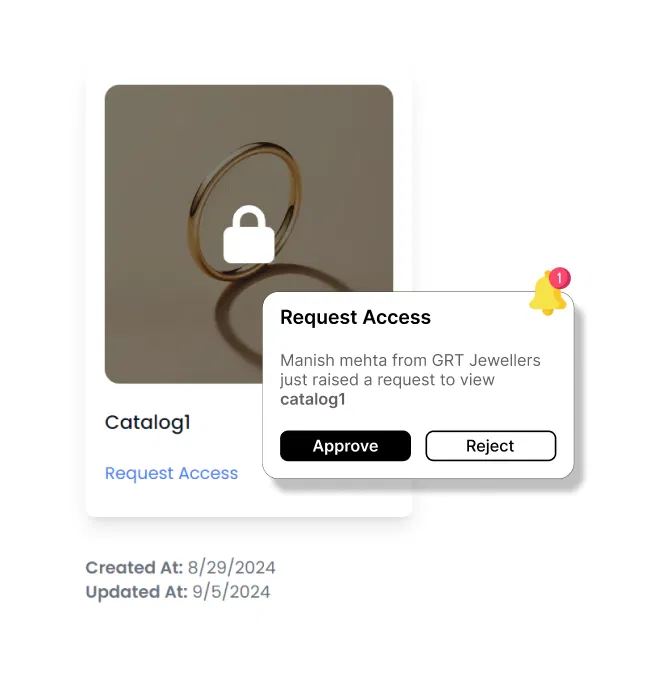 1
Request Access
Manish mehta from GRT Jewellers
just raised a request to view
catalog1
Approve
Reject
Catalog1
Request Access
Created At: 8/29/2024
Updated At: 9/5/2024